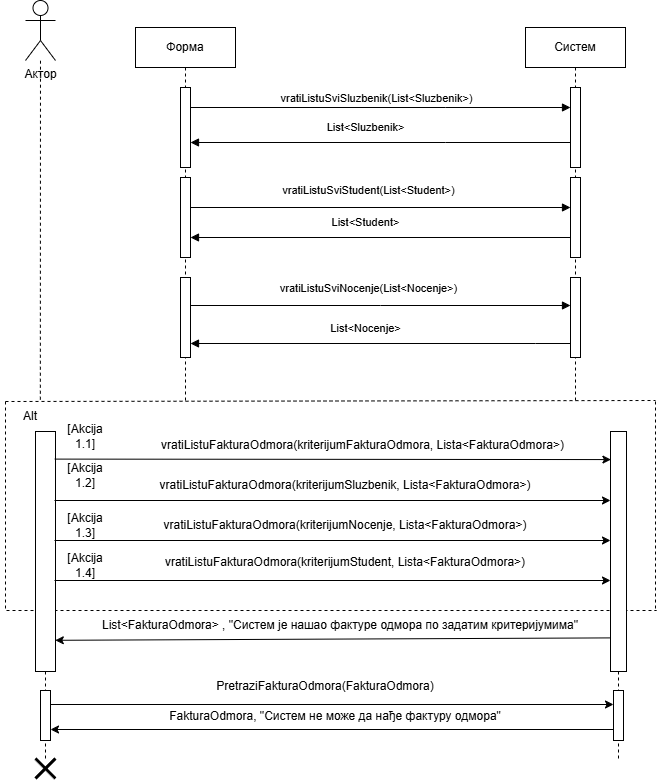 Актор
Форма
Систем
vratiListuSviSluzbenik(List<Sluzbenik>)
List<Sluzbenik>
vratiListuSviStudent(List<Student>)
List<Student>
vratiListuSviNocenje(List<Nocenje>)
List<Nocenje>
Alt
[Akcija
1.1]
vratiListuFakturaOdmora(kriterijumFakturaOdmora, Lista<FakturaOdmora>)
[Akcija
1.2]
vratiListuFakturaOdmora(kriterijumSluzbenik, Lista<FakturaOdmora>)
[Akcija
1.3]
vratiListuFakturaOdmora(kriterijumNocenje, Lista<FakturaOdmora>)
[Akcija
1.4]
vratiListuFakturaOdmora(kriterijumStudent, Lista<FakturaOdmora>)
List<FakturaOdmora> , "Систем је нашао фактуре одмора по задатим критеријумима"
PretraziFakturaOdmora(FakturaOdmora)
FakturaOdmora, "Систем не може да нађе фактуру одмора"